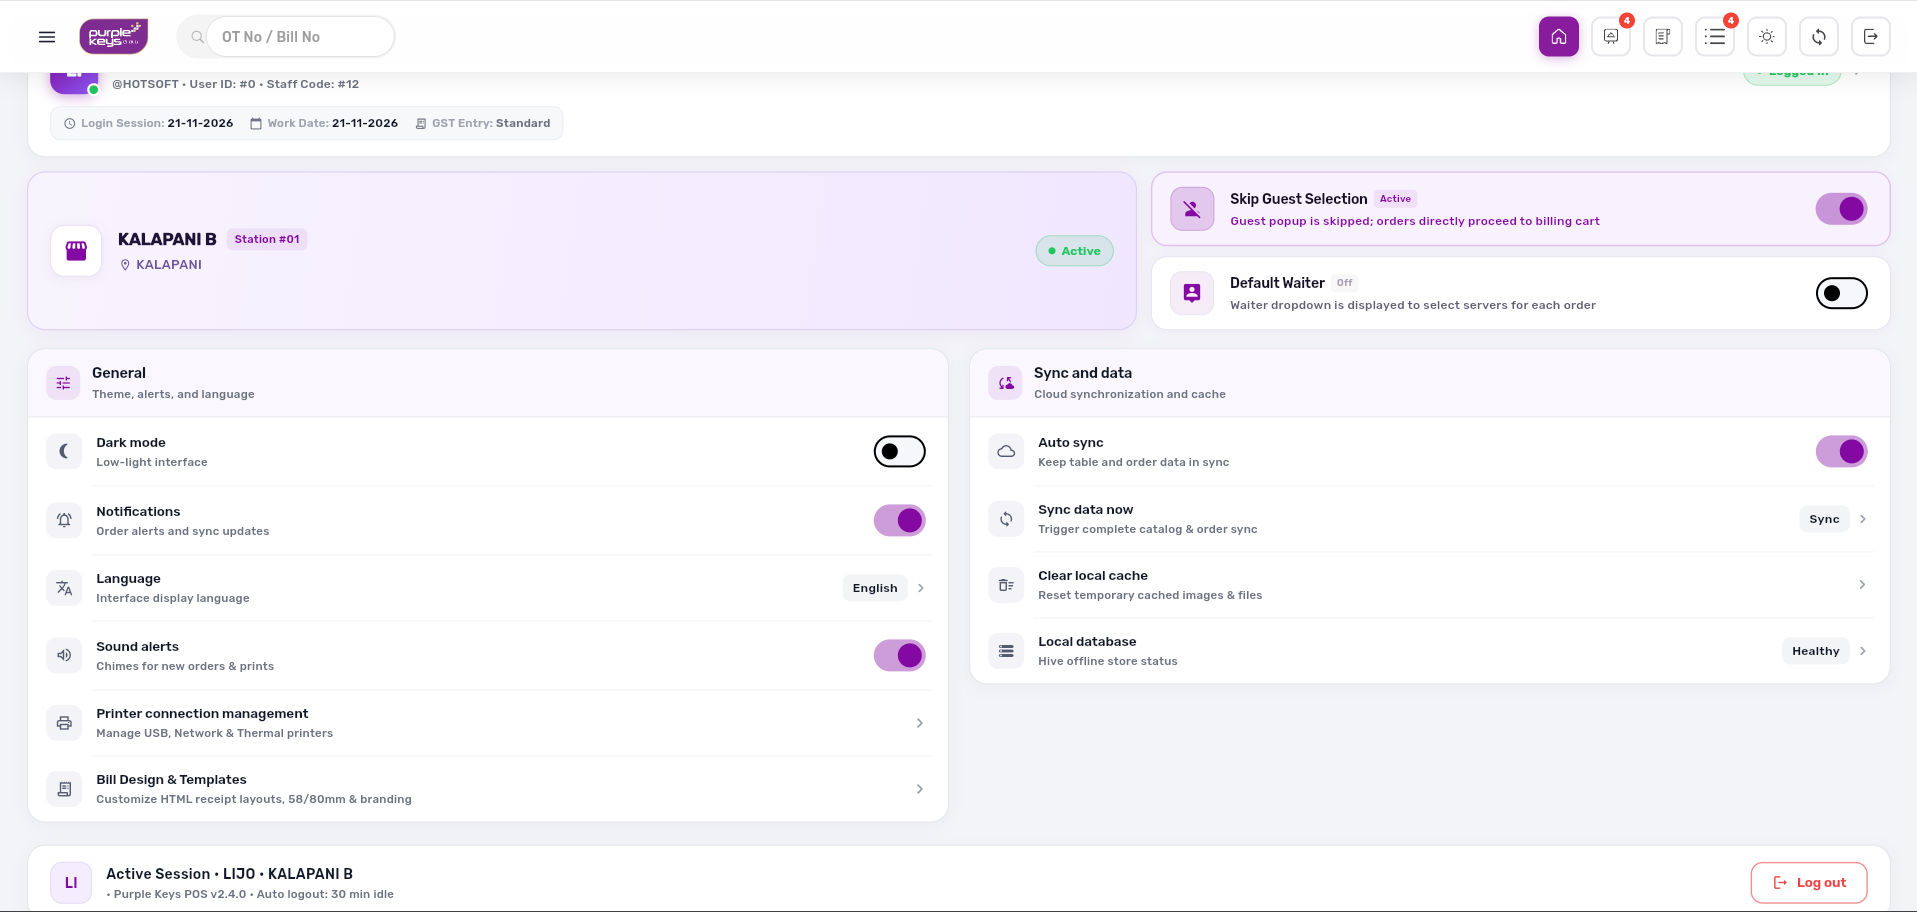 purple
keys
OT No / Bill No
4
4
@HOTSOFT • User ID: #0 • Staff Code: #12
Logged in
Login Session: 21-11-2026
Work Date: 21-11-2026
GST Entry: Standard
KALAPANI B
Station #01
KALAPANI
Active
Skip Guest Selection
Active
Guest popup is skipped; orders directly proceed to billing cart
Default Waiter
Off
Waiter dropdown is displayed to select servers for each order
General
Theme, alerts, and language
Dark mode
Low-light interface
Notifications
Order alerts and sync updates
Language
Interface display language
English
Sound alerts
Chimes for new orders & prints
Printer connection management
Manage USB, Network & Thermal printers
Bill Design & Templates
Customize HTML receipt layouts, 58/80mm & branding
Sync and data
Cloud synchronization and cache
Auto sync
Keep table and order data in sync
Sync data now
Trigger complete catalog & order sync
Sync
Clear local cache
Reset temporary cached images & files
Local database
Hive offline store status
Healthy
LI
Active Session • LIJO • KALAPANI B
• Purple Keys POS v2.4.0 • Auto logout: 30 min idle
Log out